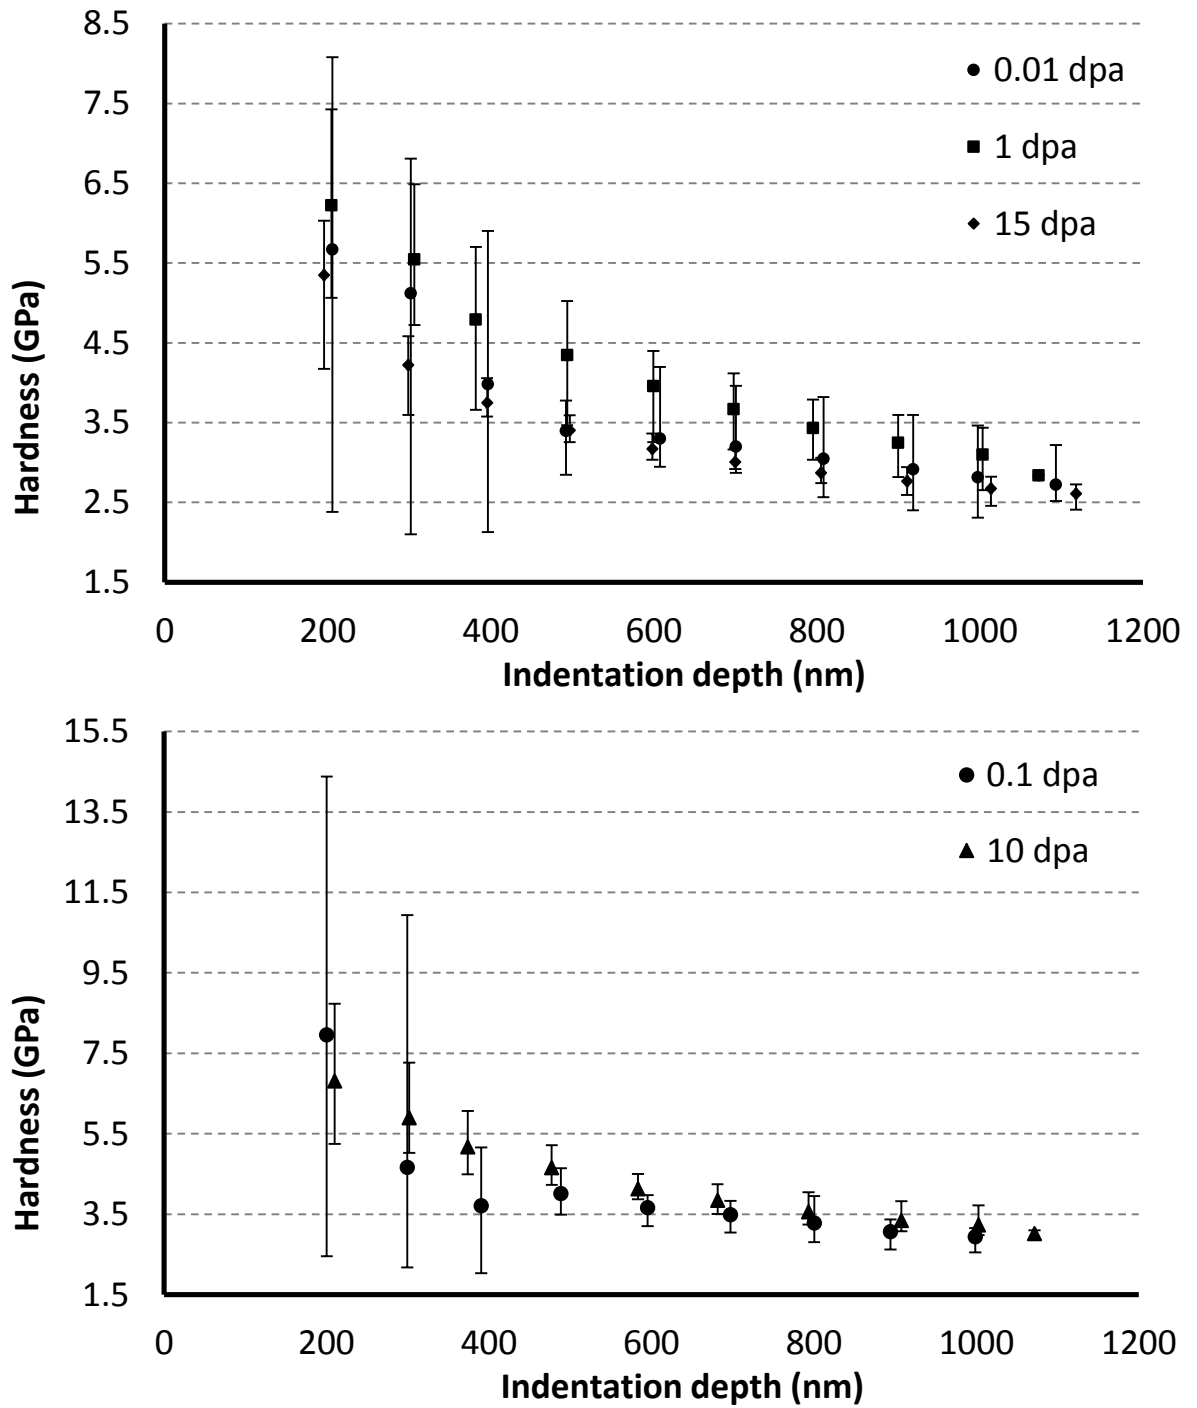 8.5
7.5
6.5
5.5
4.5
3.5
2.5
1.5
Hardness (GPa)
0.01 dpa
1 dpa
15 dpa
0 200 400 600 800 1000 1200
Indentation depth (nm)
15.5
13.5
11.5
9.5
7.5
5.5
3.5
1.5
Hardness (GPa)
0.1 dpa
10 dpa
0 200 400 600 800 1000 1200
Indentation depth (nm)